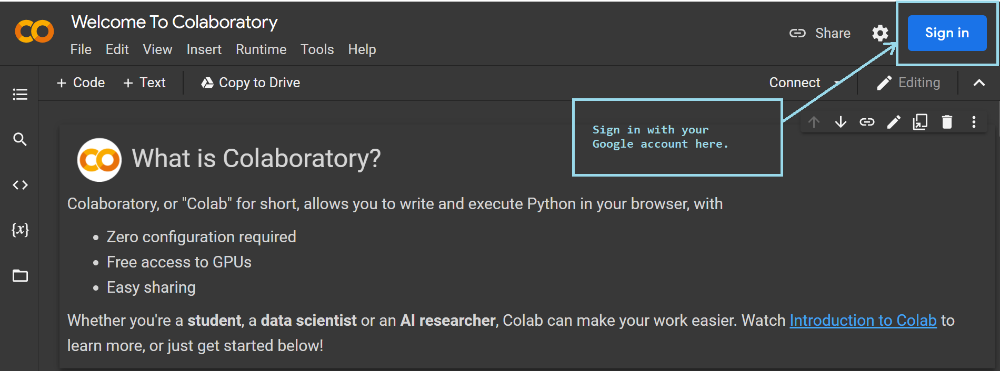 Welcome To Colaboratory
File Edit View Insert Runtime Tools Help
Share
Sign in
+ Code + Text Copy to Drive
Connect
Editing
Sign in with your
Google account here.
What is Colaboratory?
Colaboratory, or "Colab" for short, allows you to write and execute Python in your browser, with
• Zero configuration required
• Free access to GPUs
• Easy sharing
Whether you're a student, a data scientist or an AI researcher, Colab can make your work easier. Watch Introduction to Colab to
learn more, or just get started below!